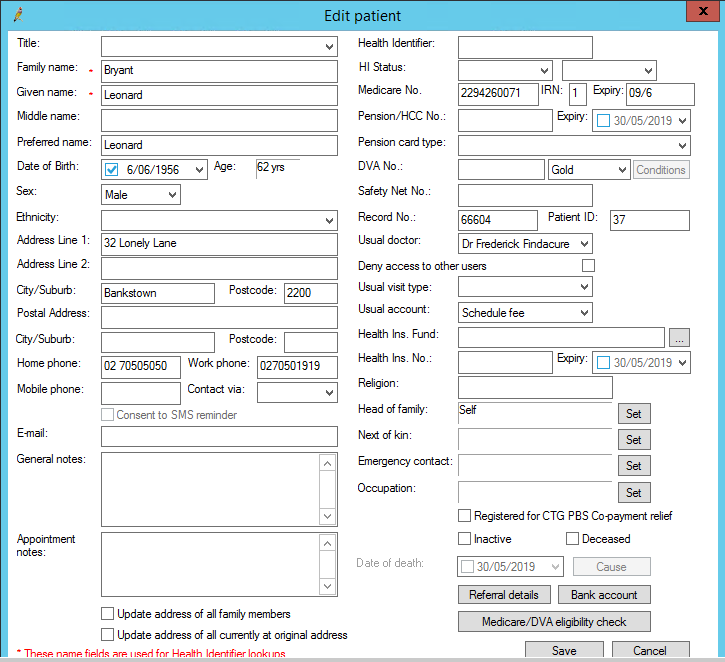 Edit patient
x
Title:
Family name: * Bryant
Given name: * Leonard
Middle name:
Preferred name: Leonard
Date of Birth: 6/06/1956 Age: 62 yrs
Sex: Male
Ethnicity:
Address Line 1: 32 Lonely Lane
Address Line 2:
City/Suburb: Bankstown Postcode: 2200
Postal Address:
City/Suburb: Postcode:
Home phone: 02 70505050 Work phone: 0270501919
Mobile phone: Contact via:
Consent to SMS reminder
E-mail:
General notes:
Appointment
notes:
Update address of all family members
Update address of all currently at original address
* These name fields are used for Health Identifier lookups
Health Identifier:
HI Status:
Medicare No. 2294260071 IRN: 1 Expiry: 09/6
Pension/HCC No. Expiry: 30/05/2019
Pension card type:
DVA No.: Gold Conditions
Safety Net No.:
Record No.: 66604 Patient ID: 37
Usual doctor: Dr Frederick Findacure
Deny access to other users
Usual visit type:
Usual account: Schedule fee
Health Ins. Fund: ...
Health Ins. No.: Expiry: 30/05/2019
Religion:
Head of family: Self Set
Next of kin: Set
Emergency contact: Set
Occupation: Set
Registered for CTG PBS Co-payment relief
Inactive Deceased
Date of death: 30/05/2019 Cause
Referral details Bank account
Medicare/DVA eligibility check
Save Cancel